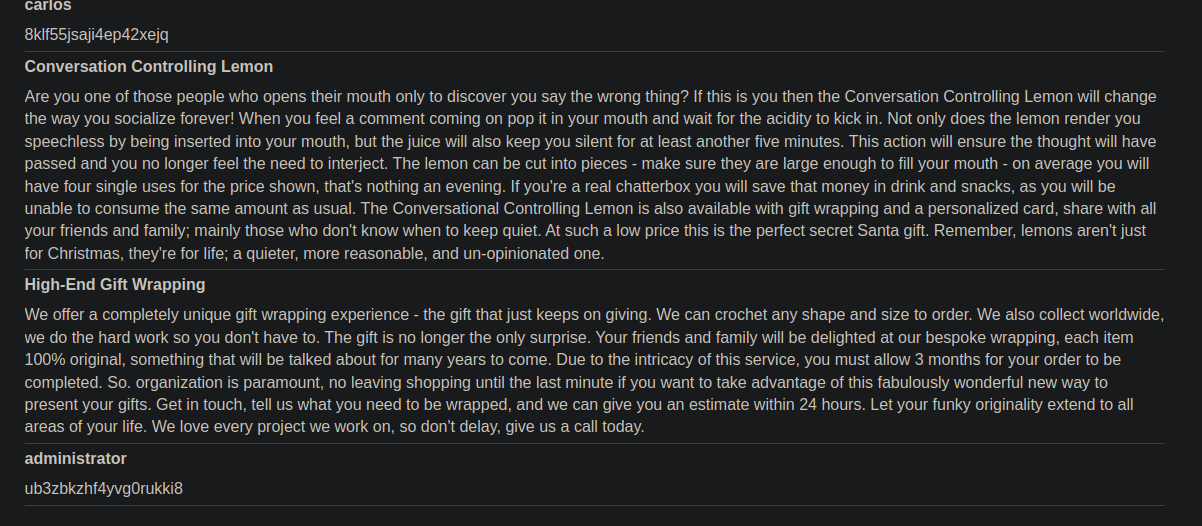 carlos
8klf55jsaji4ep42xejq
Conversation Controlling Lemon
Are you one of those people who opens their mouth only to discover you say the wrong thing? If this is you then the Conversation Controlling Lemon will change
the way you socialize forever! When you feel a comment coming on pop it in your mouth and wait for the acidity to kick in. Not only does the lemon render you
speechless by being inserted into your mouth, but the juice will also keep you silent for at least another five minutes. This action will ensure the thought will have
passed and you no longer feel the need to interject. The lemon can be cut into pieces - make sure they are large enough to fill your mouth - on average you will
have four single uses for the price shown, that's nothing an evening. If you're a real chatterbox you will save that money in drink and snacks, as you will be
unable to consume the same amount as usual. The Conversational Controlling Lemon is also available with gift wrapping and a personalized card, share with all
your friends and family; mainly those who don't know when to keep quiet. At such a low price this is the perfect secret Santa gift. Remember, lemons aren't just
for Christmas, they're for life; a quieter, more reasonable, and un-opinionated one.
High-End Gift Wrapping
We offer a completely unique gift wrapping experience - the gift that just keeps on giving. We can crochet any shape and size to order. We also collect worldwide,
we do the hard work so you don't have to. The gift is no longer the only surprise. Your friends and family will be delighted at our bespoke wrapping, each item
100% original, something that will be talked about for many years to come. Due to the intricacy of this service, you must allow 3 months for your order to be
completed. So. organization is paramount, no leaving shopping until the last minute if you want to take advantage of this fabulously wonderful new way to
present your gifts. Get in touch, tell us what you need to be wrapped, and we can give you an estimate within 24 hours. Let your funky originality extend to all
areas of your life. We love every project we work on, so don't delay, give us a call today.
administrator
ub3zbkzhf4yvg0rukki8